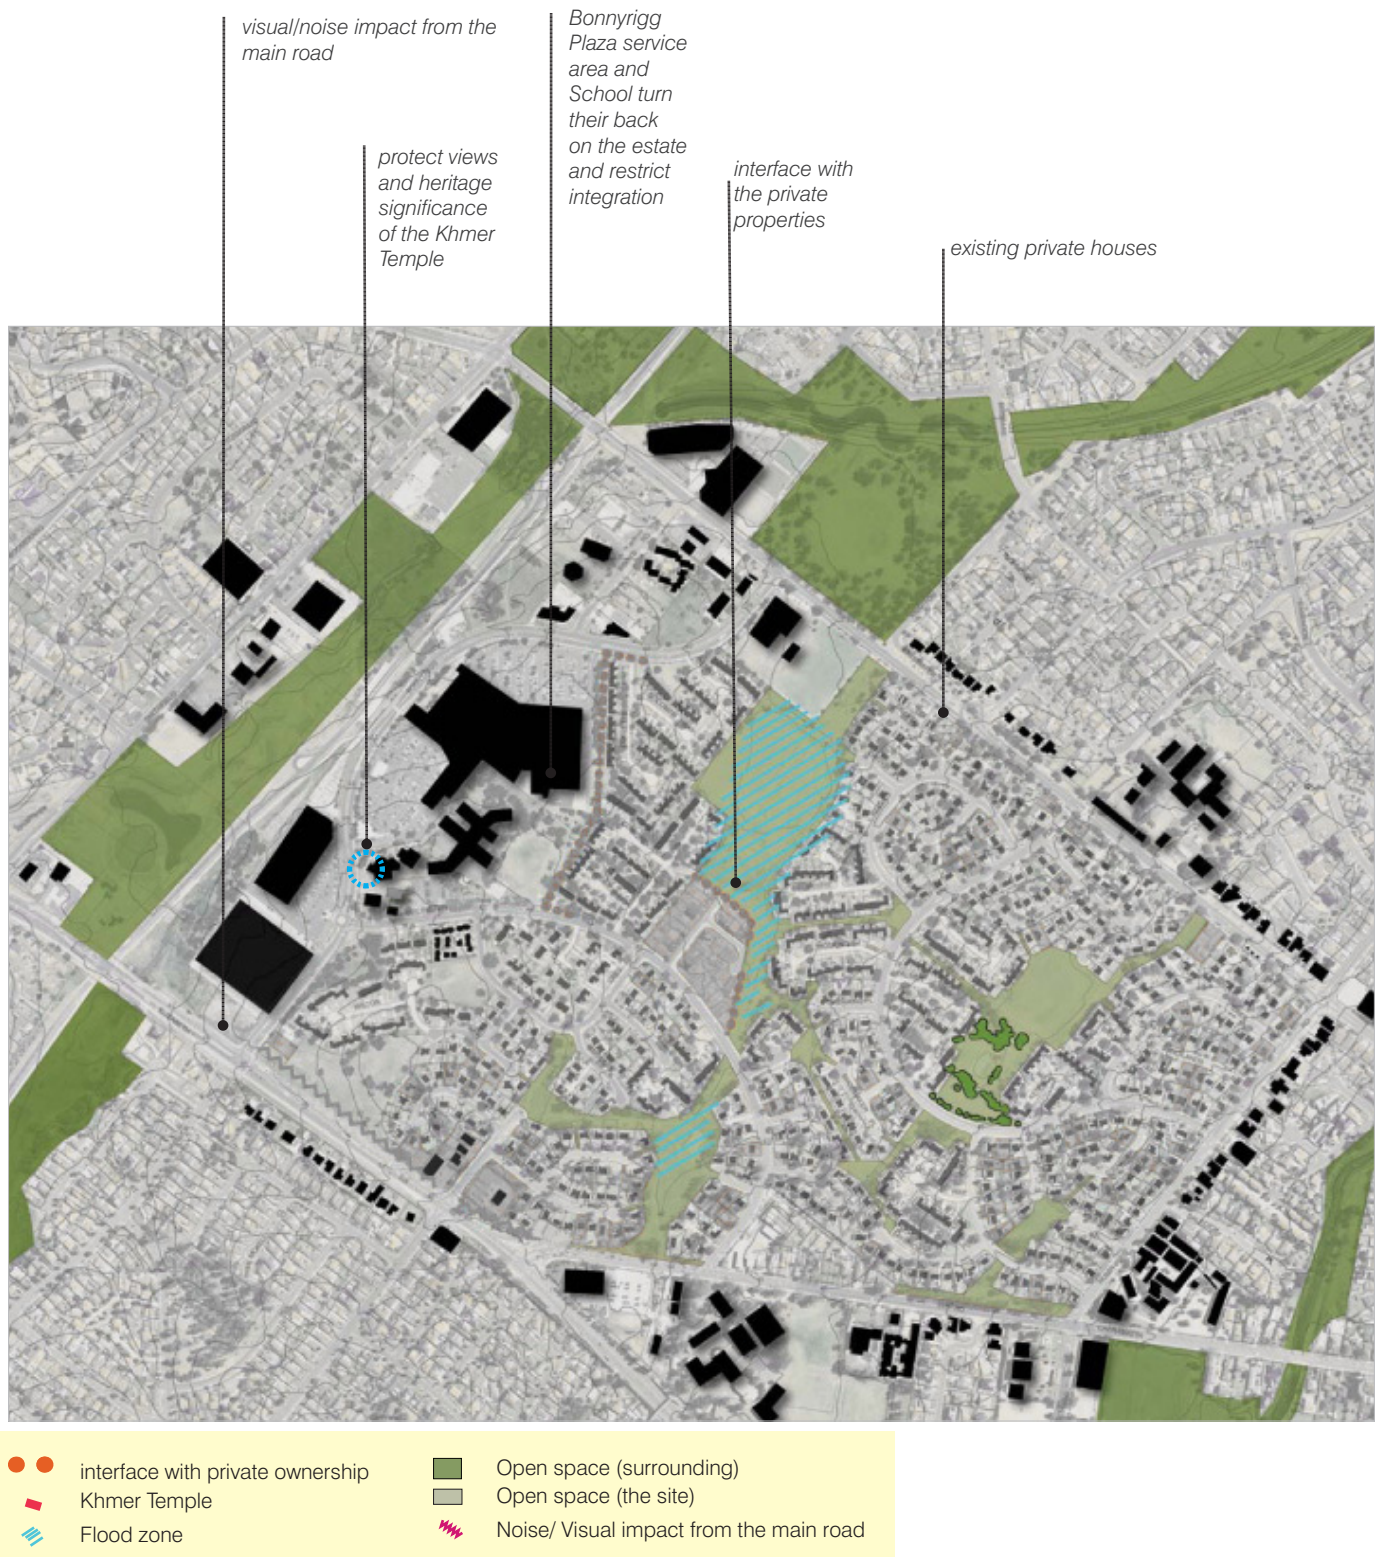 visual/noise impact from the
main road
Bonnyrigg
Plaza service
area and
School turn
their back
on the estate
and restrict
integration
protect views
and heritage
significance
of the Khmer
Temple
interface with
the private
properties
existing private houses
interface with private ownership
Khmer Temple
Flood zone
Open space (surrounding)
Open space (the site)
Noise/ Visual impact from the main road